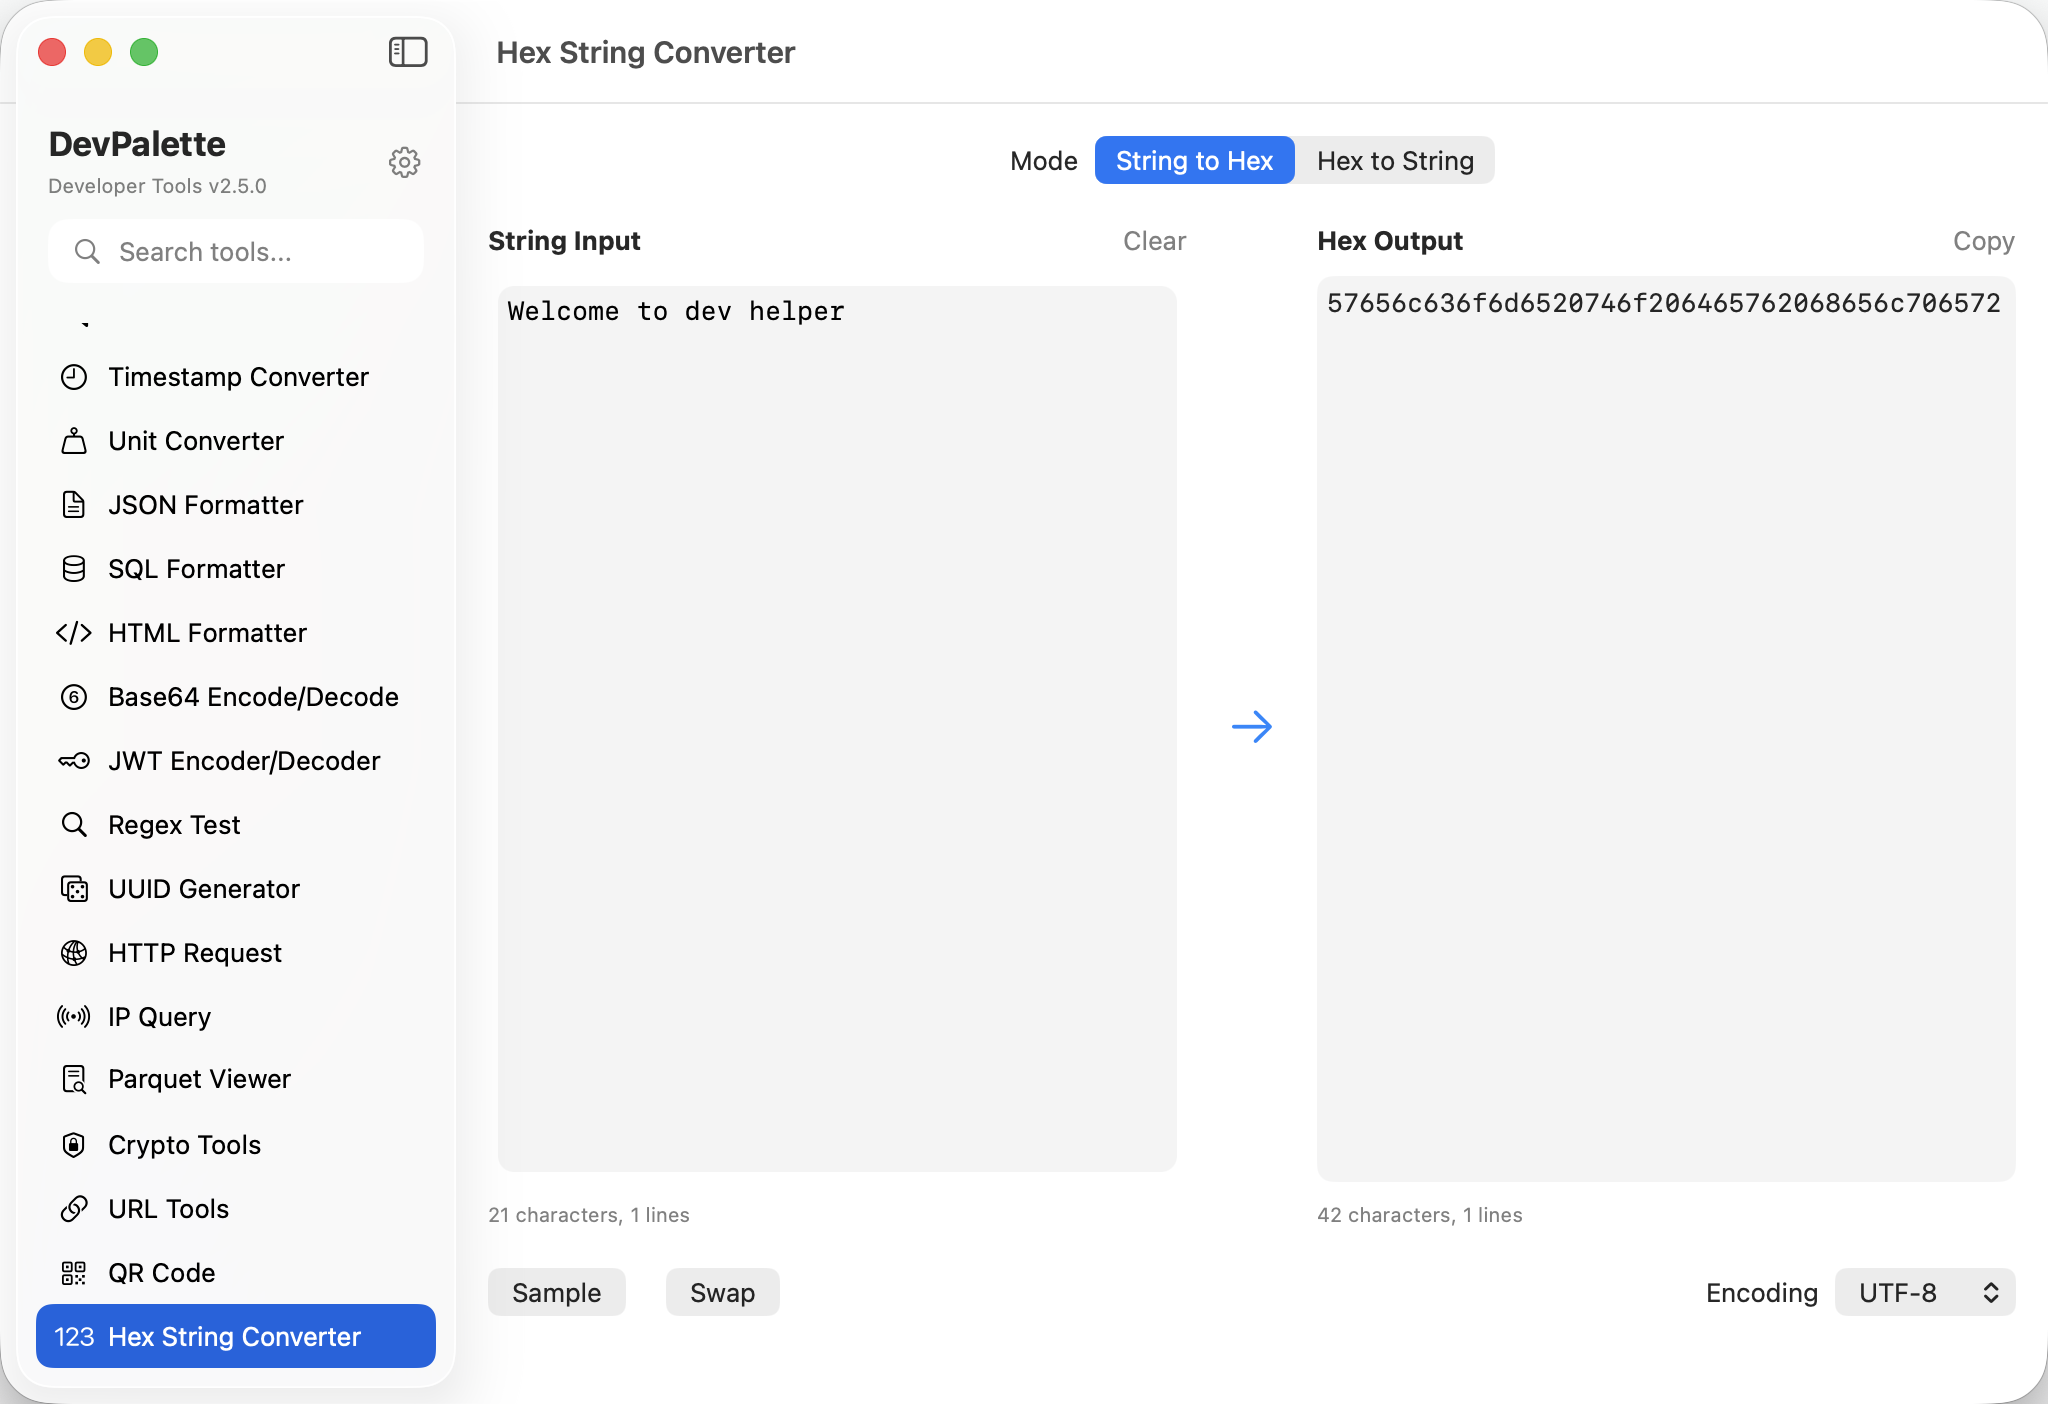 DevPalette
Developer Tools v2.5.0
Search tools...
Timestamp Converter
Unit Converter
JSON Formatter
SQL Formatter
HTML Formatter
6 Base64 Encode/Decode
JWT Encoder/Decoder
Regex Test
UUID Generator
HTTP Request
IP Query
Parquet Viewer
Crypto Tools
URL Tools
QR Code
123 Hex String Converter
Hex String Converter
Mode String to Hex Hex to String
String Input Clear
Welcome to dev helper
21 characters, 1 lines
Sample Swap
Hex Output Copy
57656c636f6d6520746f206465762068656c706572
42 characters, 1 lines
Encoding UTF-8